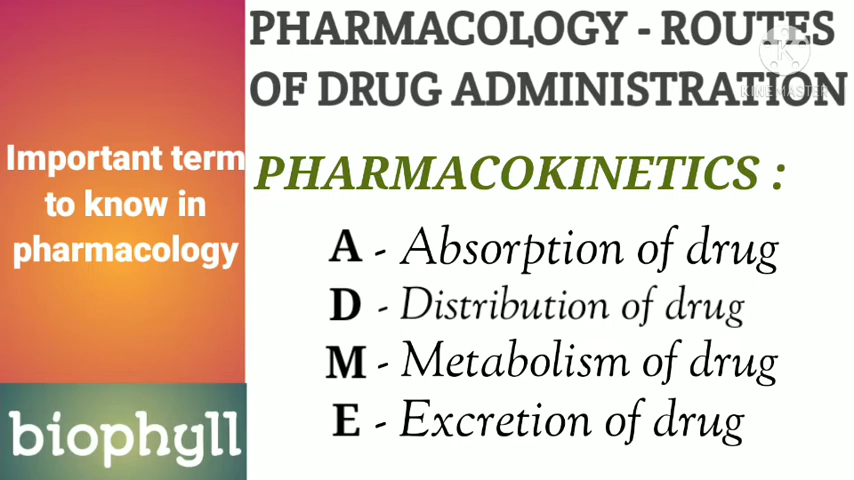 PHARMACOLOGY - ROUTES
OF DRUG ADMINISTRATION
KINEMASTER
Important term
to know in
pharmacology
PHARMACOKINETICS :
A - Absorption of drug
D - Distribution of drug
M - Metabolism of drug
E - Excretion of drug
biophyll